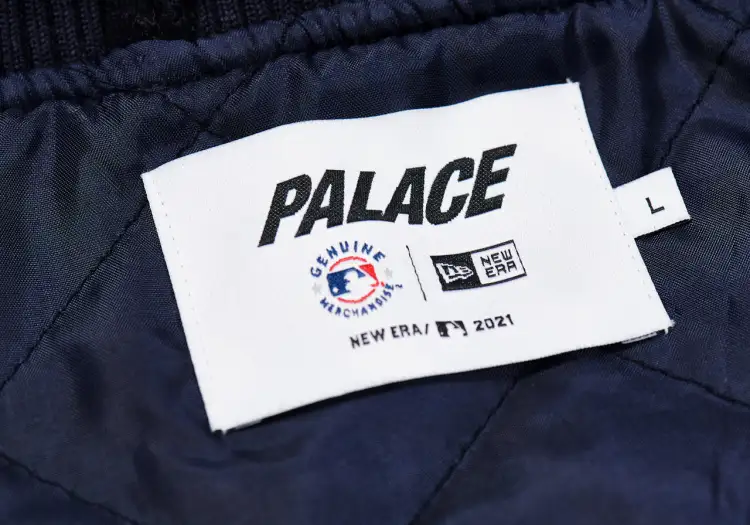 PALACE
GENUINE
MERCHANDISE
NEW ERA
NEW ERA/ 2021
L